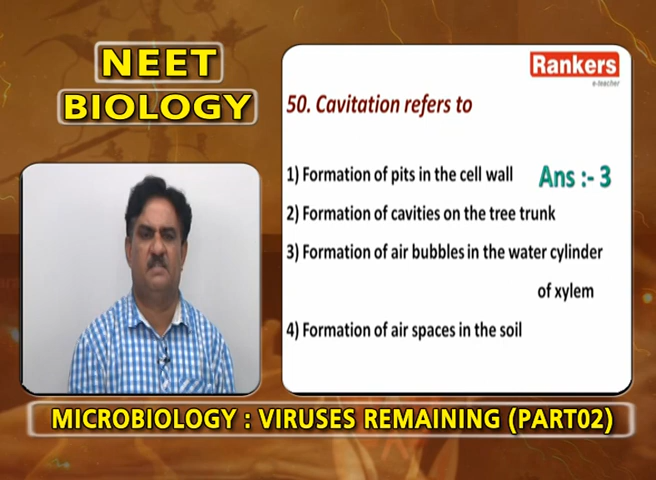 NEET
BIOLOGY
Rankers
e-teacher
50. Cavitation refers to
1) Formation of pits in the cell wall
Ans :- 3
2) Formation of cavities on the tree trunk
3) Formation of air bubbles in the water cylinder
of xylem
4) Formation of air spaces in the soil
MICROBIOLOGY : VIRUSES REMAINING (PART02)